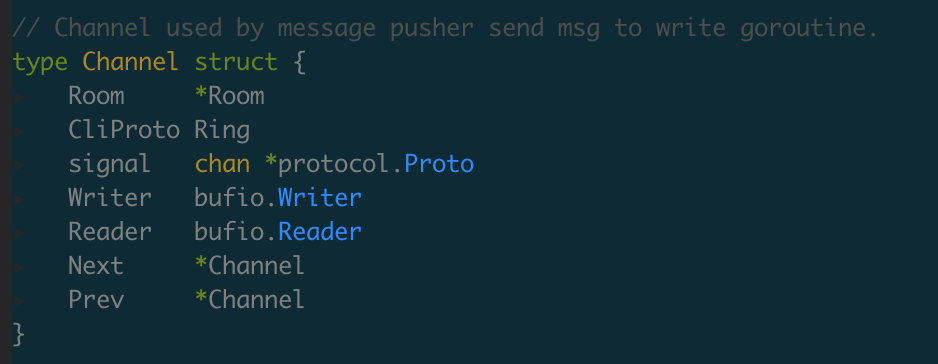 // Channel used by message pusher send msg to write goroutine.
type Channel struct {
    Room     *Room
    CliProto Ring
    signal   chan *protocol.Proto
    Writer   bufio.Writer
    Reader   bufio.Reader
    Next     *Channel
    Prev     *Channel
}